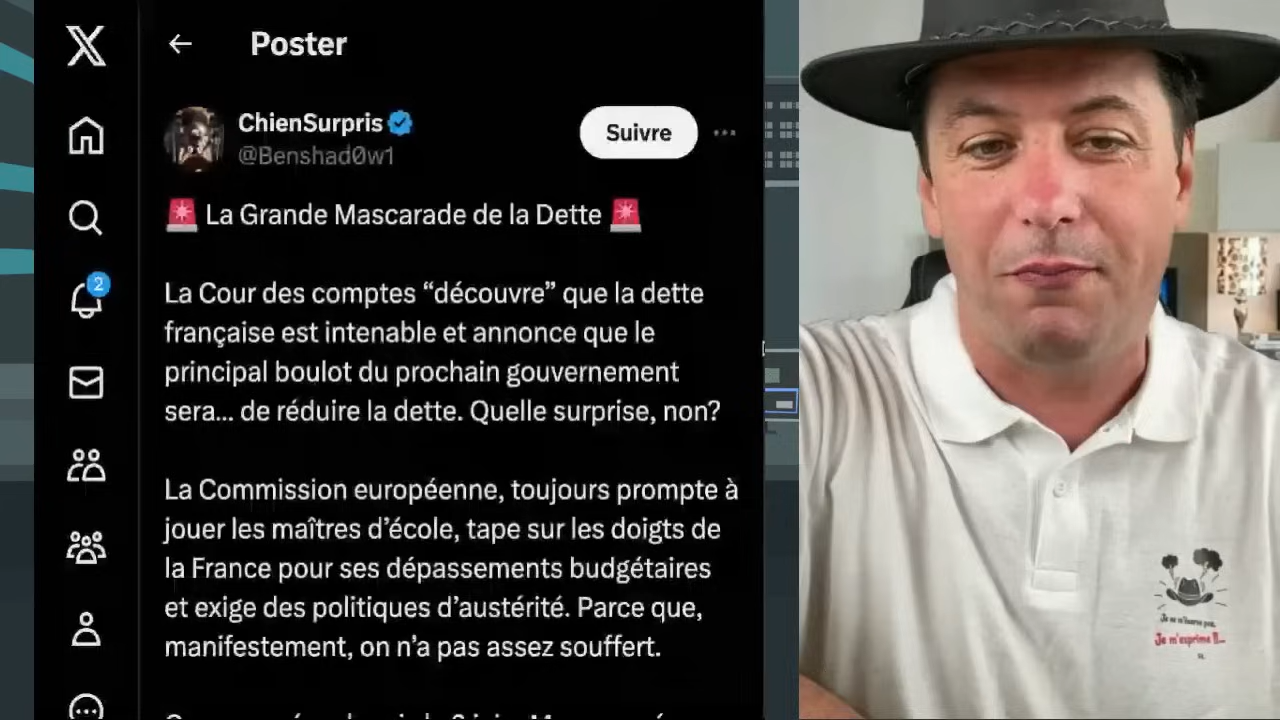 Poster
ChienSurpris
@Benshad0w1
Suivre
2
🚨 La Grande Mascarade de la Dette 🚨
La Cour des comptes “découvre” que la dette
française est intenable et annonce que le
principal boulot du prochain gouvernement
sera... de réduire la dette. Quelle surprise, non?
La Commission européenne, toujours prompte à
jouer les maîtres d’école, tape sur les doigts de
la France pour ses dépassements budgétaires
et exige des politiques d’austérité. Parce que,
manifestement, on n’a pas assez souffert.
Je m'exprime !!...